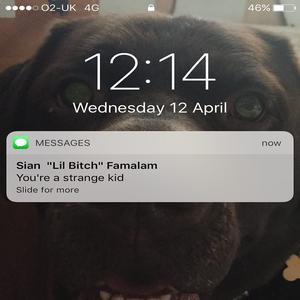 O2-UK 4G 46%
12:14
Wednesday 12 April
MESSAGES now
Sian "Lil Bitch" Famalam
You're a strange kid
Slide for more